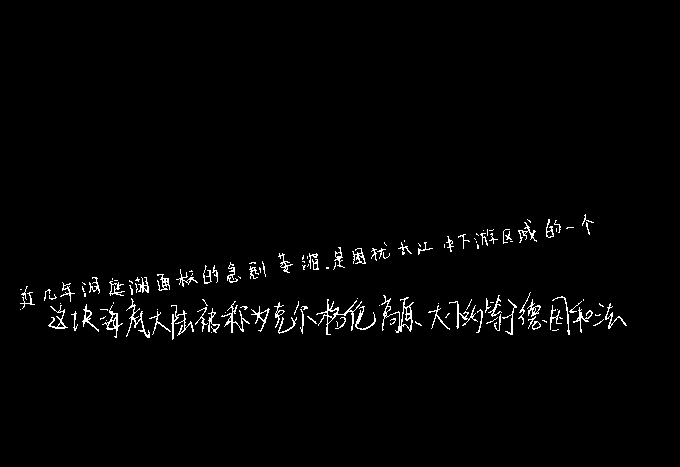 近几年洞庭湖面积的急剧萎缩，是困扰长江中下游区域的一个
这块海底大陆被称为克尔格伦高原大小约等于德国和法